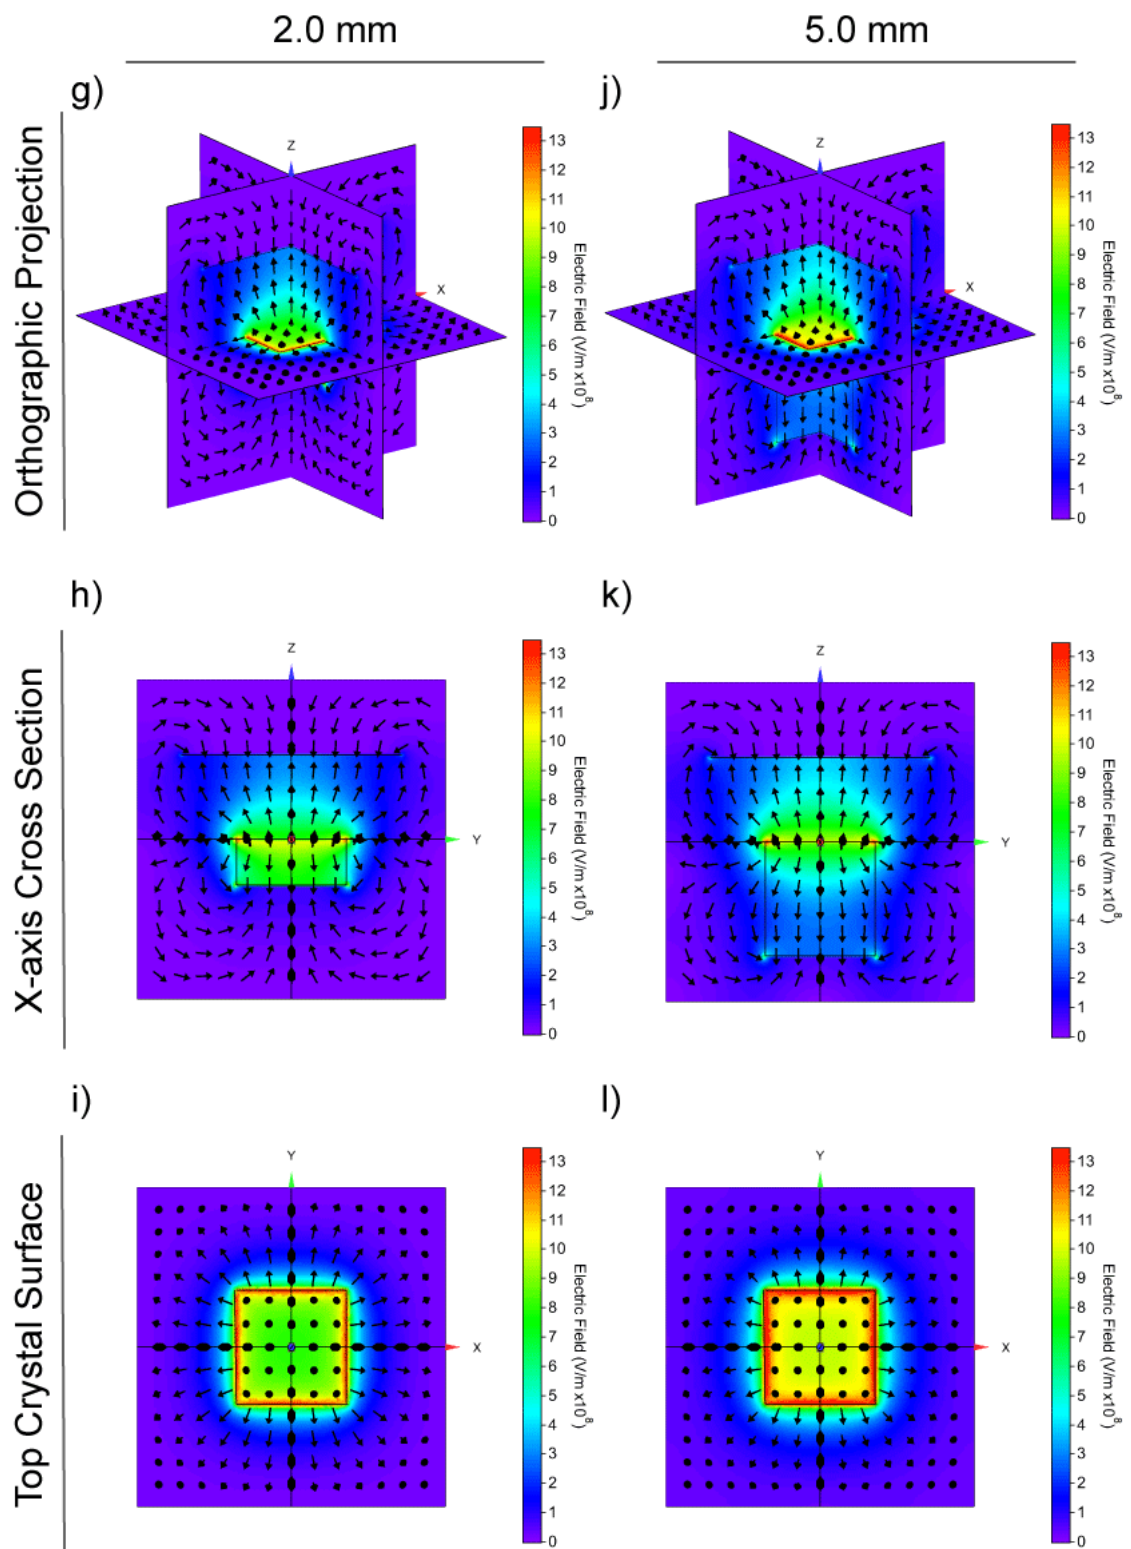 2.0 mm
5.0 mm
Orthographic Projection
g)
Z
X
13
12
11
10
9
8
7
6
5
4
3
2
1
0
Electric Field (V/m x10⁸)
j)
Z
X
13
12
11
10
9
8
7
6
5
4
3
2
1
0
Electric Field (V/m x10⁸)
X-axis Cross Section
h)
Z
Y
13
12
11
10
9
8
7
6
5
4
3
2
1
0
Electric Field (V/m x10⁸)
k)
Z
Y
13
12
11
10
9
8
7
6
5
4
3
2
1
0
Electric Field (V/m x10⁸)
Top Crystal Surface
i)
Y
X
13
12
11
10
9
8
7
6
5
4
3
2
1
0
Electric Field (V/m x10⁸)
l)
Y
X
13
12
11
10
9
8
7
6
5
4
3
2
1
0
Electric Field (V/m x10⁸)